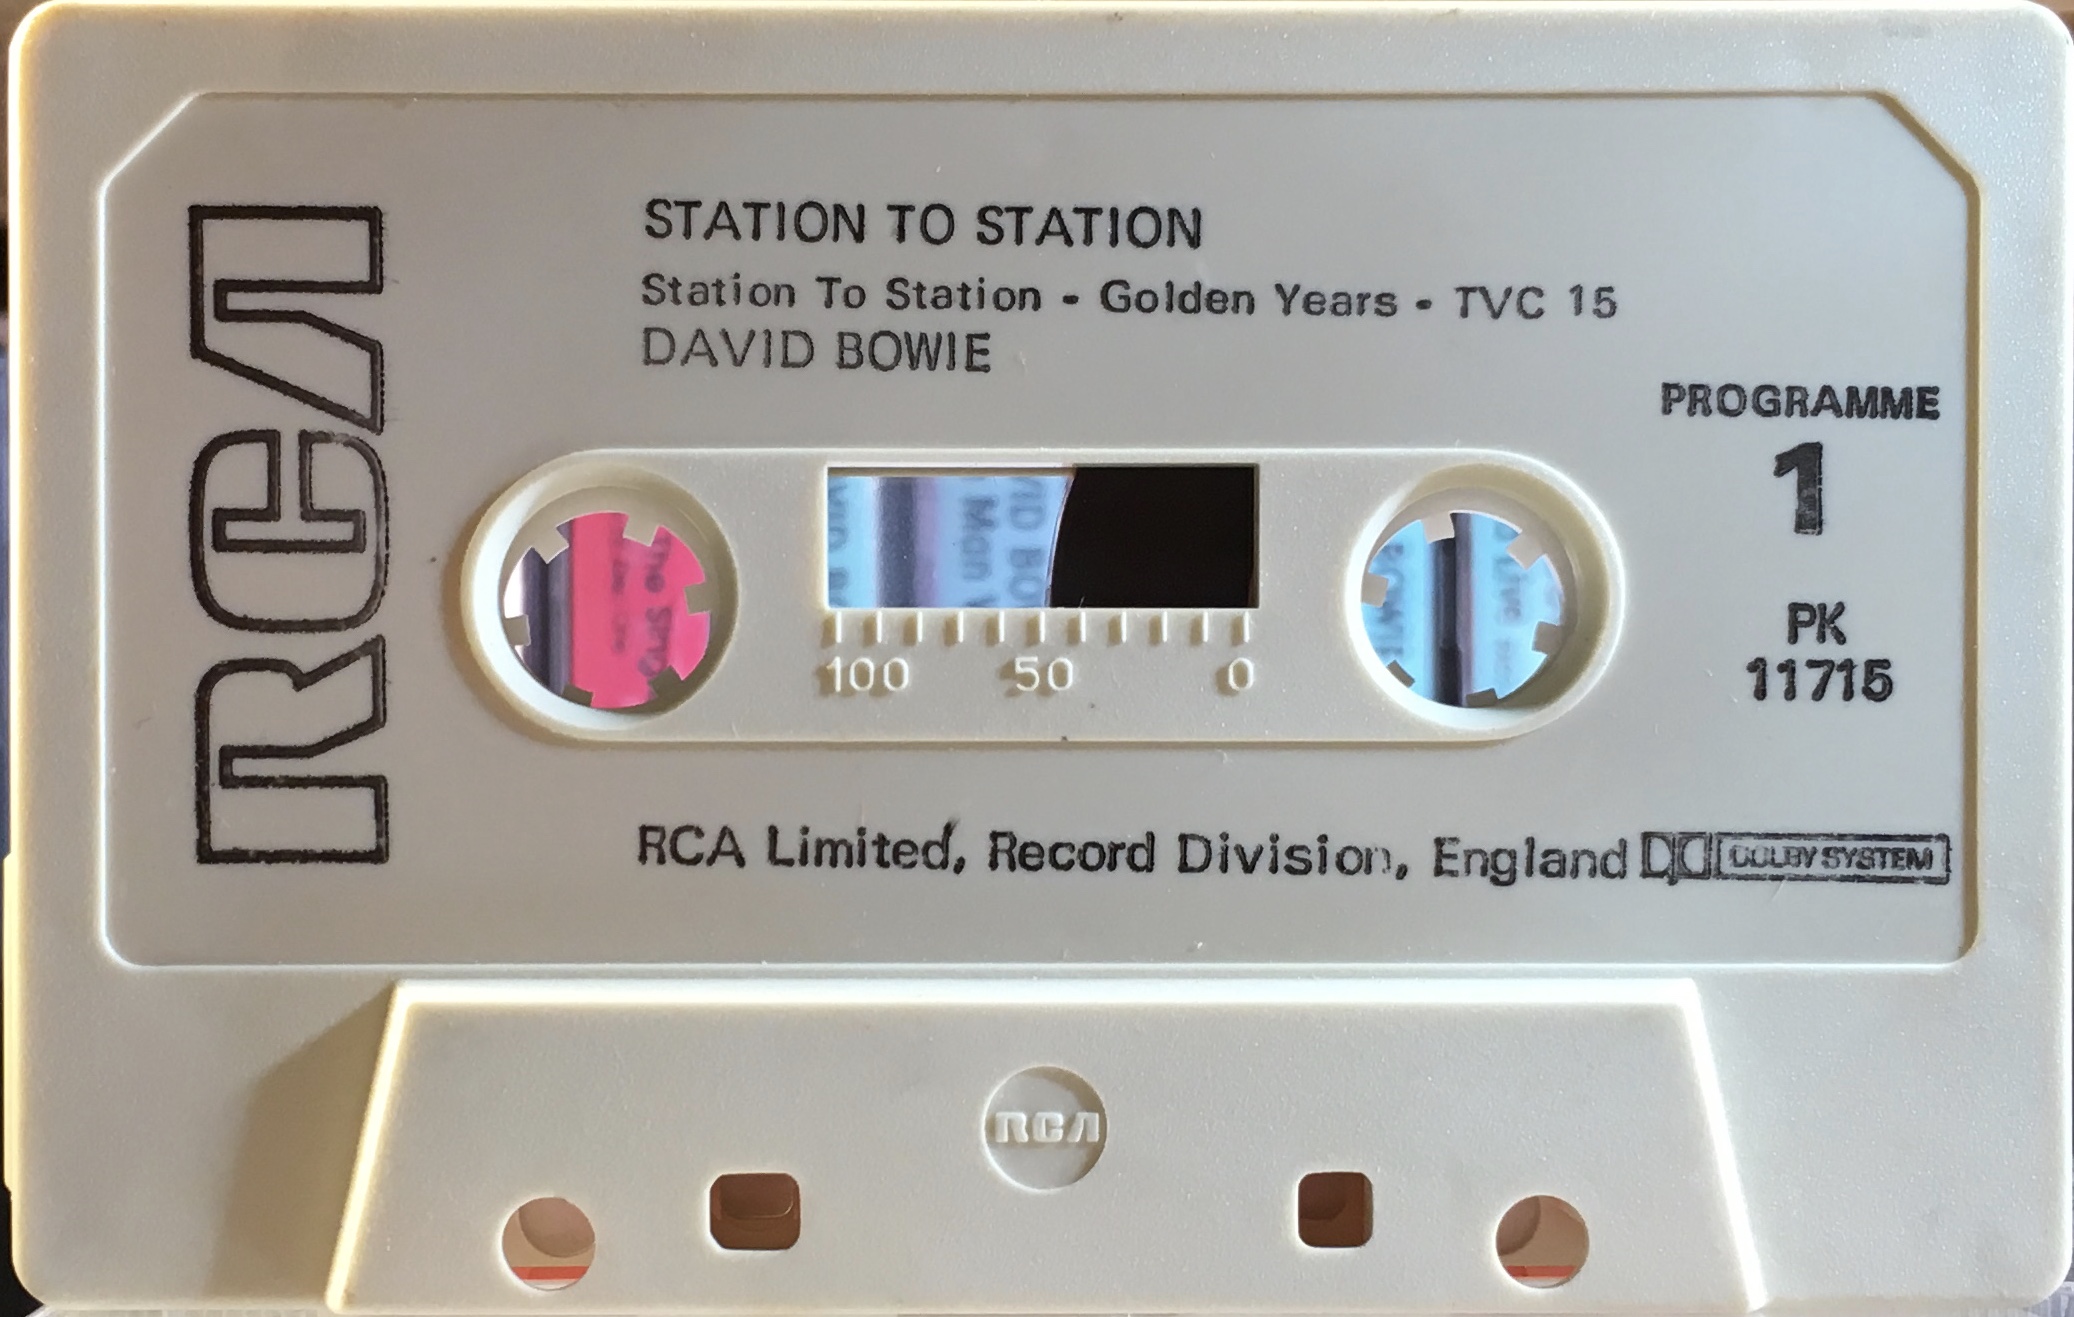 RCA
STATION TO STATION
Station To Station - Golden Years - TVC 15
DAVID BOWIE
PROGRAMME
1
PK
11715
100 50 0
RCA Limited, Record Division, England DOLBY SYSTEM
RCA